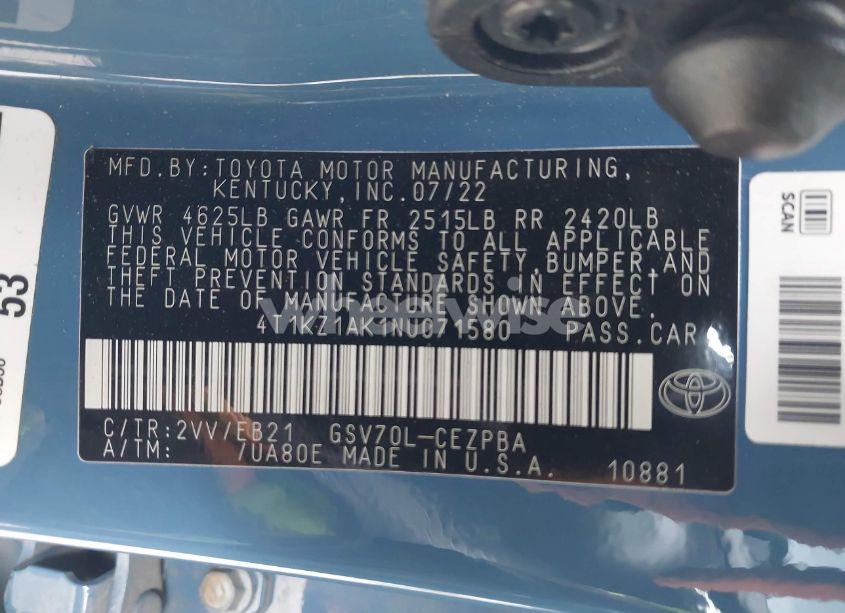 MFD.BY:TOYOTA MOTOR MANUFACTURING,
KENTUCKY,INC.07/22
GVWR 4625LB GAWR FR 2515LB RR 2420LB
THIS VEHICLE CONFORMS TO ALL APPLICABLE
FEDERAL MOTOR VEHICLE SAFETY,BUMPER,AND
THEFT PREVENTION STANDARDS IN EFFECT ON
THE DATE OF MANUFACTURE SHOWN ABOVE.
4T1KZ1AK1NU071580 PASS.CAR
wheelwise
C/TR:2VV/EB21 GSV70L-CEZPBA
A/TM: 7UA80E MADE IN U.S.A. 10881
SCAN
53